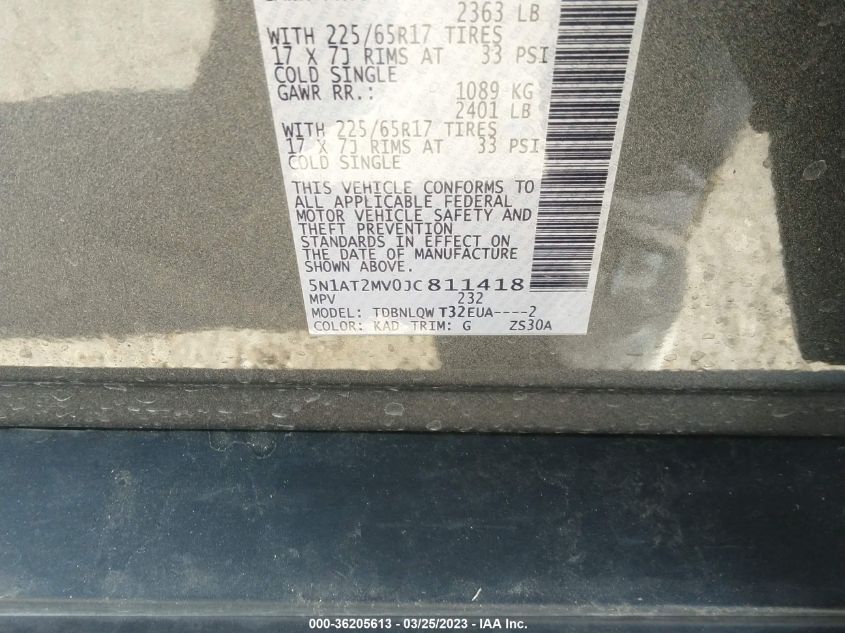 2363 LB
WITH 225/65R17 TIRES
17 X 7J RIMS AT 33 PSI
COLD SINGLE
GAWR RR.: 1089 KG
2401 LB
WITH 225/65R17 TIRES
17 X 7J RIMS AT 33 PSI
COLD SINGLE
THIS VEHICLE CONFORMS TO
ALL APPLICABLE FEDERAL
MOTOR VEHICLE SAFETY AND
THEFT PREVENTION
STANDARDS IN EFFECT ON
THE DATE OF MANUFACTURE
SHOWN ABOVE.
5N1AT2MV0JC811418
MPV 232
MODEL: TDBNLQW T32EUA----2
COLOR: KAD TRIM: G ZS30A
000-36205613 - 03/25/2023 - IAA Inc.